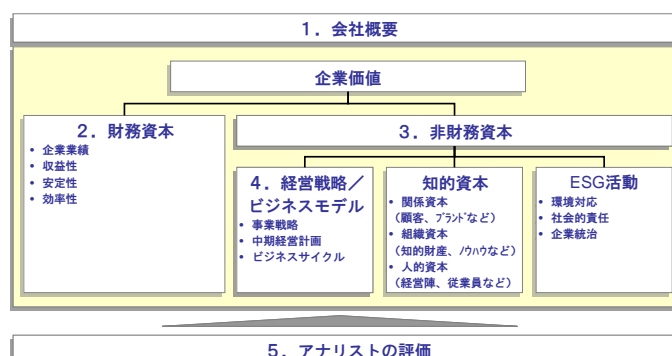 1．会社概要
企業価値
2．財務資本
• 企業業績
• 収益性
• 安定性
• 効率性
3．非財務資本
4．経営戦略／
ビジネスモデル
• 事業戦略
• 中期経営計画
• ビジネスサイクル
知的資本
• 関係資本
（顧客、ブランドなど）
• 組織資本
（知的財産、ノウハウなど）
• 人的資本
（経営陣、従業員など）
ESG活動
• 環境対応
• 社会的責任
• 企業統治
5．アナリストの評価